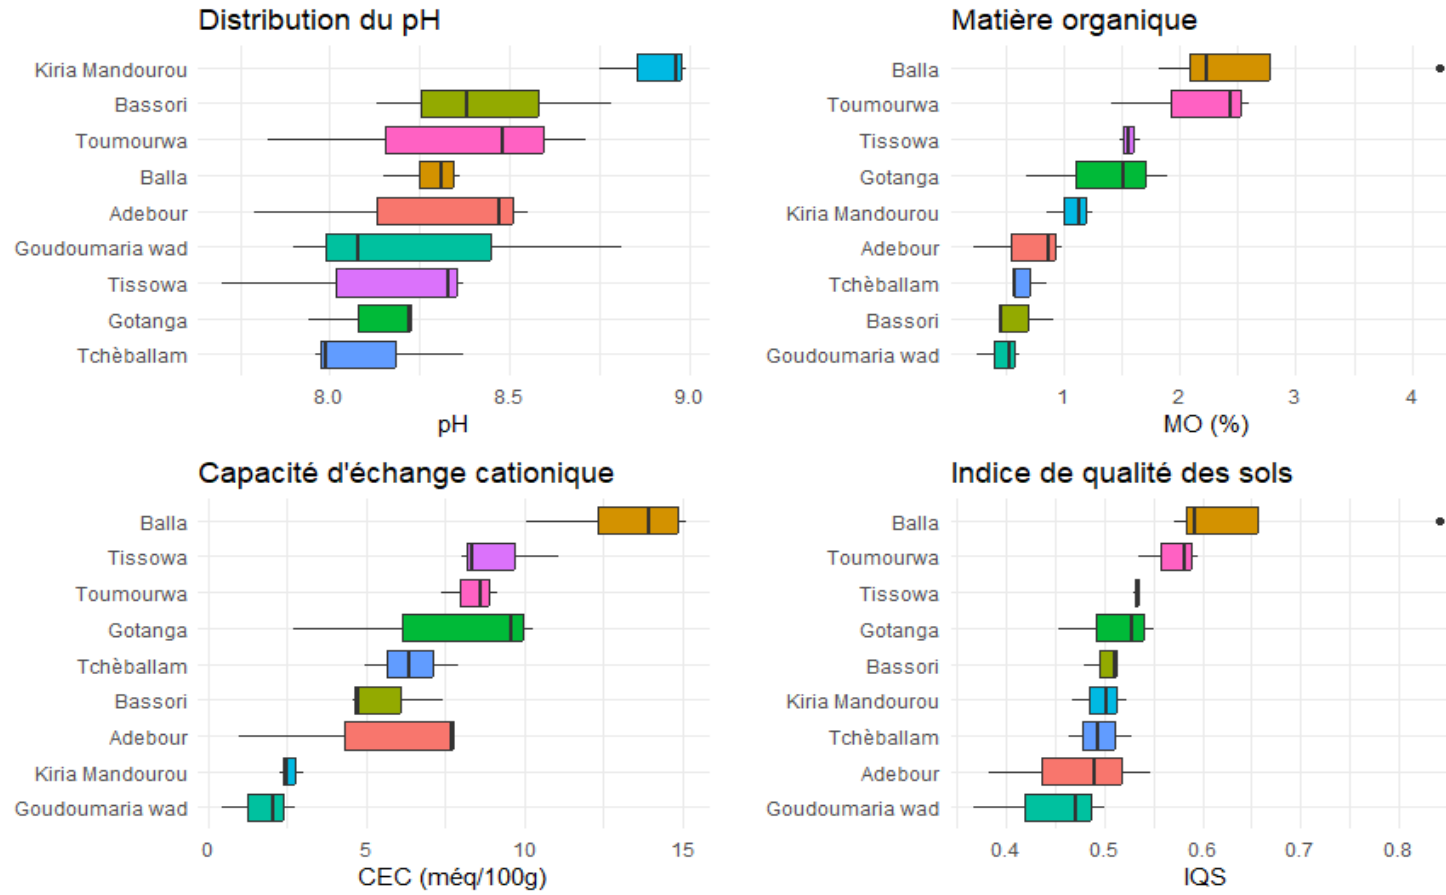 Distribution du pH
Kiria Mandourou
Bassori
Toumourwa
Balla
Adebour
Goudoumaria wad
Tissowa
Gotanga
Tchèballam
8.0 8.5 9.0
pH
Matière organique
Balla
Toumourwa
Tissowa
Gotanga
Kiria Mandourou
Adebour
Tchèballam
Bassori
Goudoumaria wad
1 2 3 4
MO (%)
Capacité d'échange cationique
Balla
Tissowa
Toumourwa
Gotanga
Tchèballam
Bassori
Adebour
Kiria Mandourou
Goudoumaria wad
0 5 10 15
CEC (méq/100g)
Indice de qualité des sols
Balla
Toumourwa
Tissowa
Gotanga
Bassori
Kiria Mandourou
Tchèballam
Adebour
Goudoumaria wad
0.4 0.5 0.6 0.7 0.8
IQS